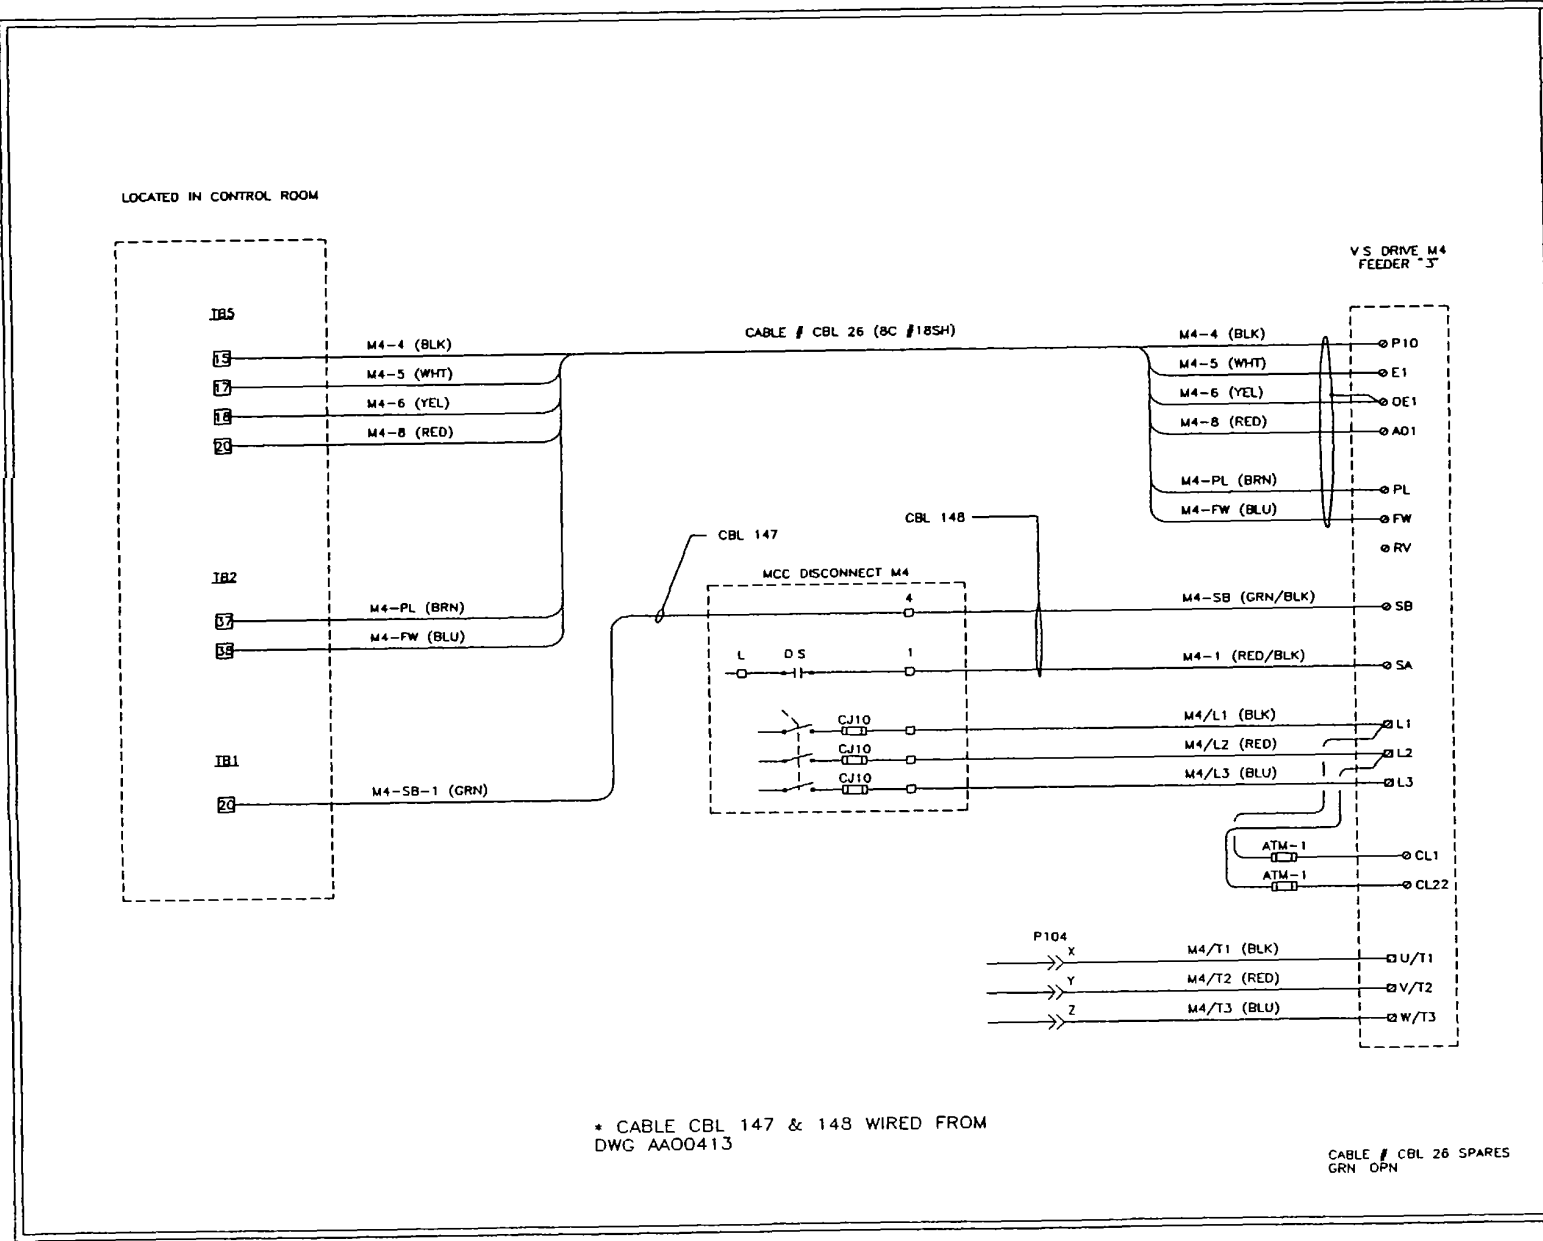 LOCATED IN CONTROL ROOM
V S DRIVE M4
FEEDER "3"
TB5
15
17
18
20
M4-4 (BLK)
M4-5 (WHT)
M4-6 (YEL)
M4-8 (RED)
CABLE # CBL 26 (8C #18SH)
M4-4 (BLK)
M4-5 (WHT)
M4-6 (YEL)
M4-8 (RED)
M4-PL (BRN)
M4-FW (BLU)
P10
E1
OE1
AO1
PL
FW
RV
CBL 147
CBL 148
TB2
37
38
M4-PL (BRN)
M4-FW (BLU)
MCC DISCONNECT M4
4
L
D S
1
M4-SB (GRN/BLK)
SB
M4-1 (RED/BLK)
SA
CJ10
CJ10
CJ10
M4/L1 (BLK)
M4/L2 (RED)
M4/L3 (BLU)
L1
L2
L3
TB1
20
M4-SB-1 (GRN)
ATM-1
CL1
ATM-1
CL22
P104
X
Y
Z
M4/T1 (BLK)
M4/T2 (RED)
M4/T3 (BLU)
U/T1
V/T2
W/T3
* CABLE CBL 147 & 148 WIRED FROM
DWG AA00413
CABLE # CBL 26 SPARES
GRN OPN